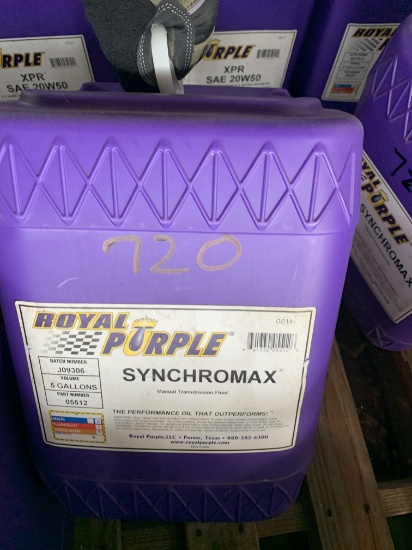 ROYAL PURPLE
XPR
SAE 20W50
PURPLE
XPR
SAE 20W50
ROYAL
PURPLE
SYNCHROMAX
720
ROYAL
PURPLE
BATCH NUMBER
J09306
VOLUME
5 GALLONS
PART NUMBER
05512
SYNCHROMAX
Manual Transmission Fluid
THE PERFORMANCE OIL THAT OUTPERFORMS!
Royal Purple, LLC • Porter, Texas • 888-382-6300
www.royalpurple.com